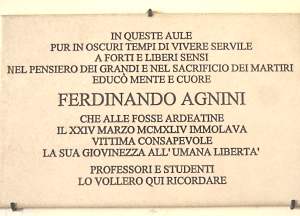 IN QUESTE AULE
PUR IN OSCURI TEMPI DI VIVERE SERVILE
A FORTI E LIBERI SENSI
NEL PENSIERO DEI GRANDI E NEL SACRIFICIO DEI MARTIRI
EDUCÒ MENTE E CUORE
FERDINANDO AGNINI
CHE ALLE FOSSE ARDEATINE
IL XXIV MARZO MCMXLIV IMMOLAVA
VITTIMA CONSAPEVOLE
LA SUA GIOVINEZZA ALL'UMANA LIBERTA'
PROFESSORI E STUDENTI
LO VOLLERO QUI RICORDARE